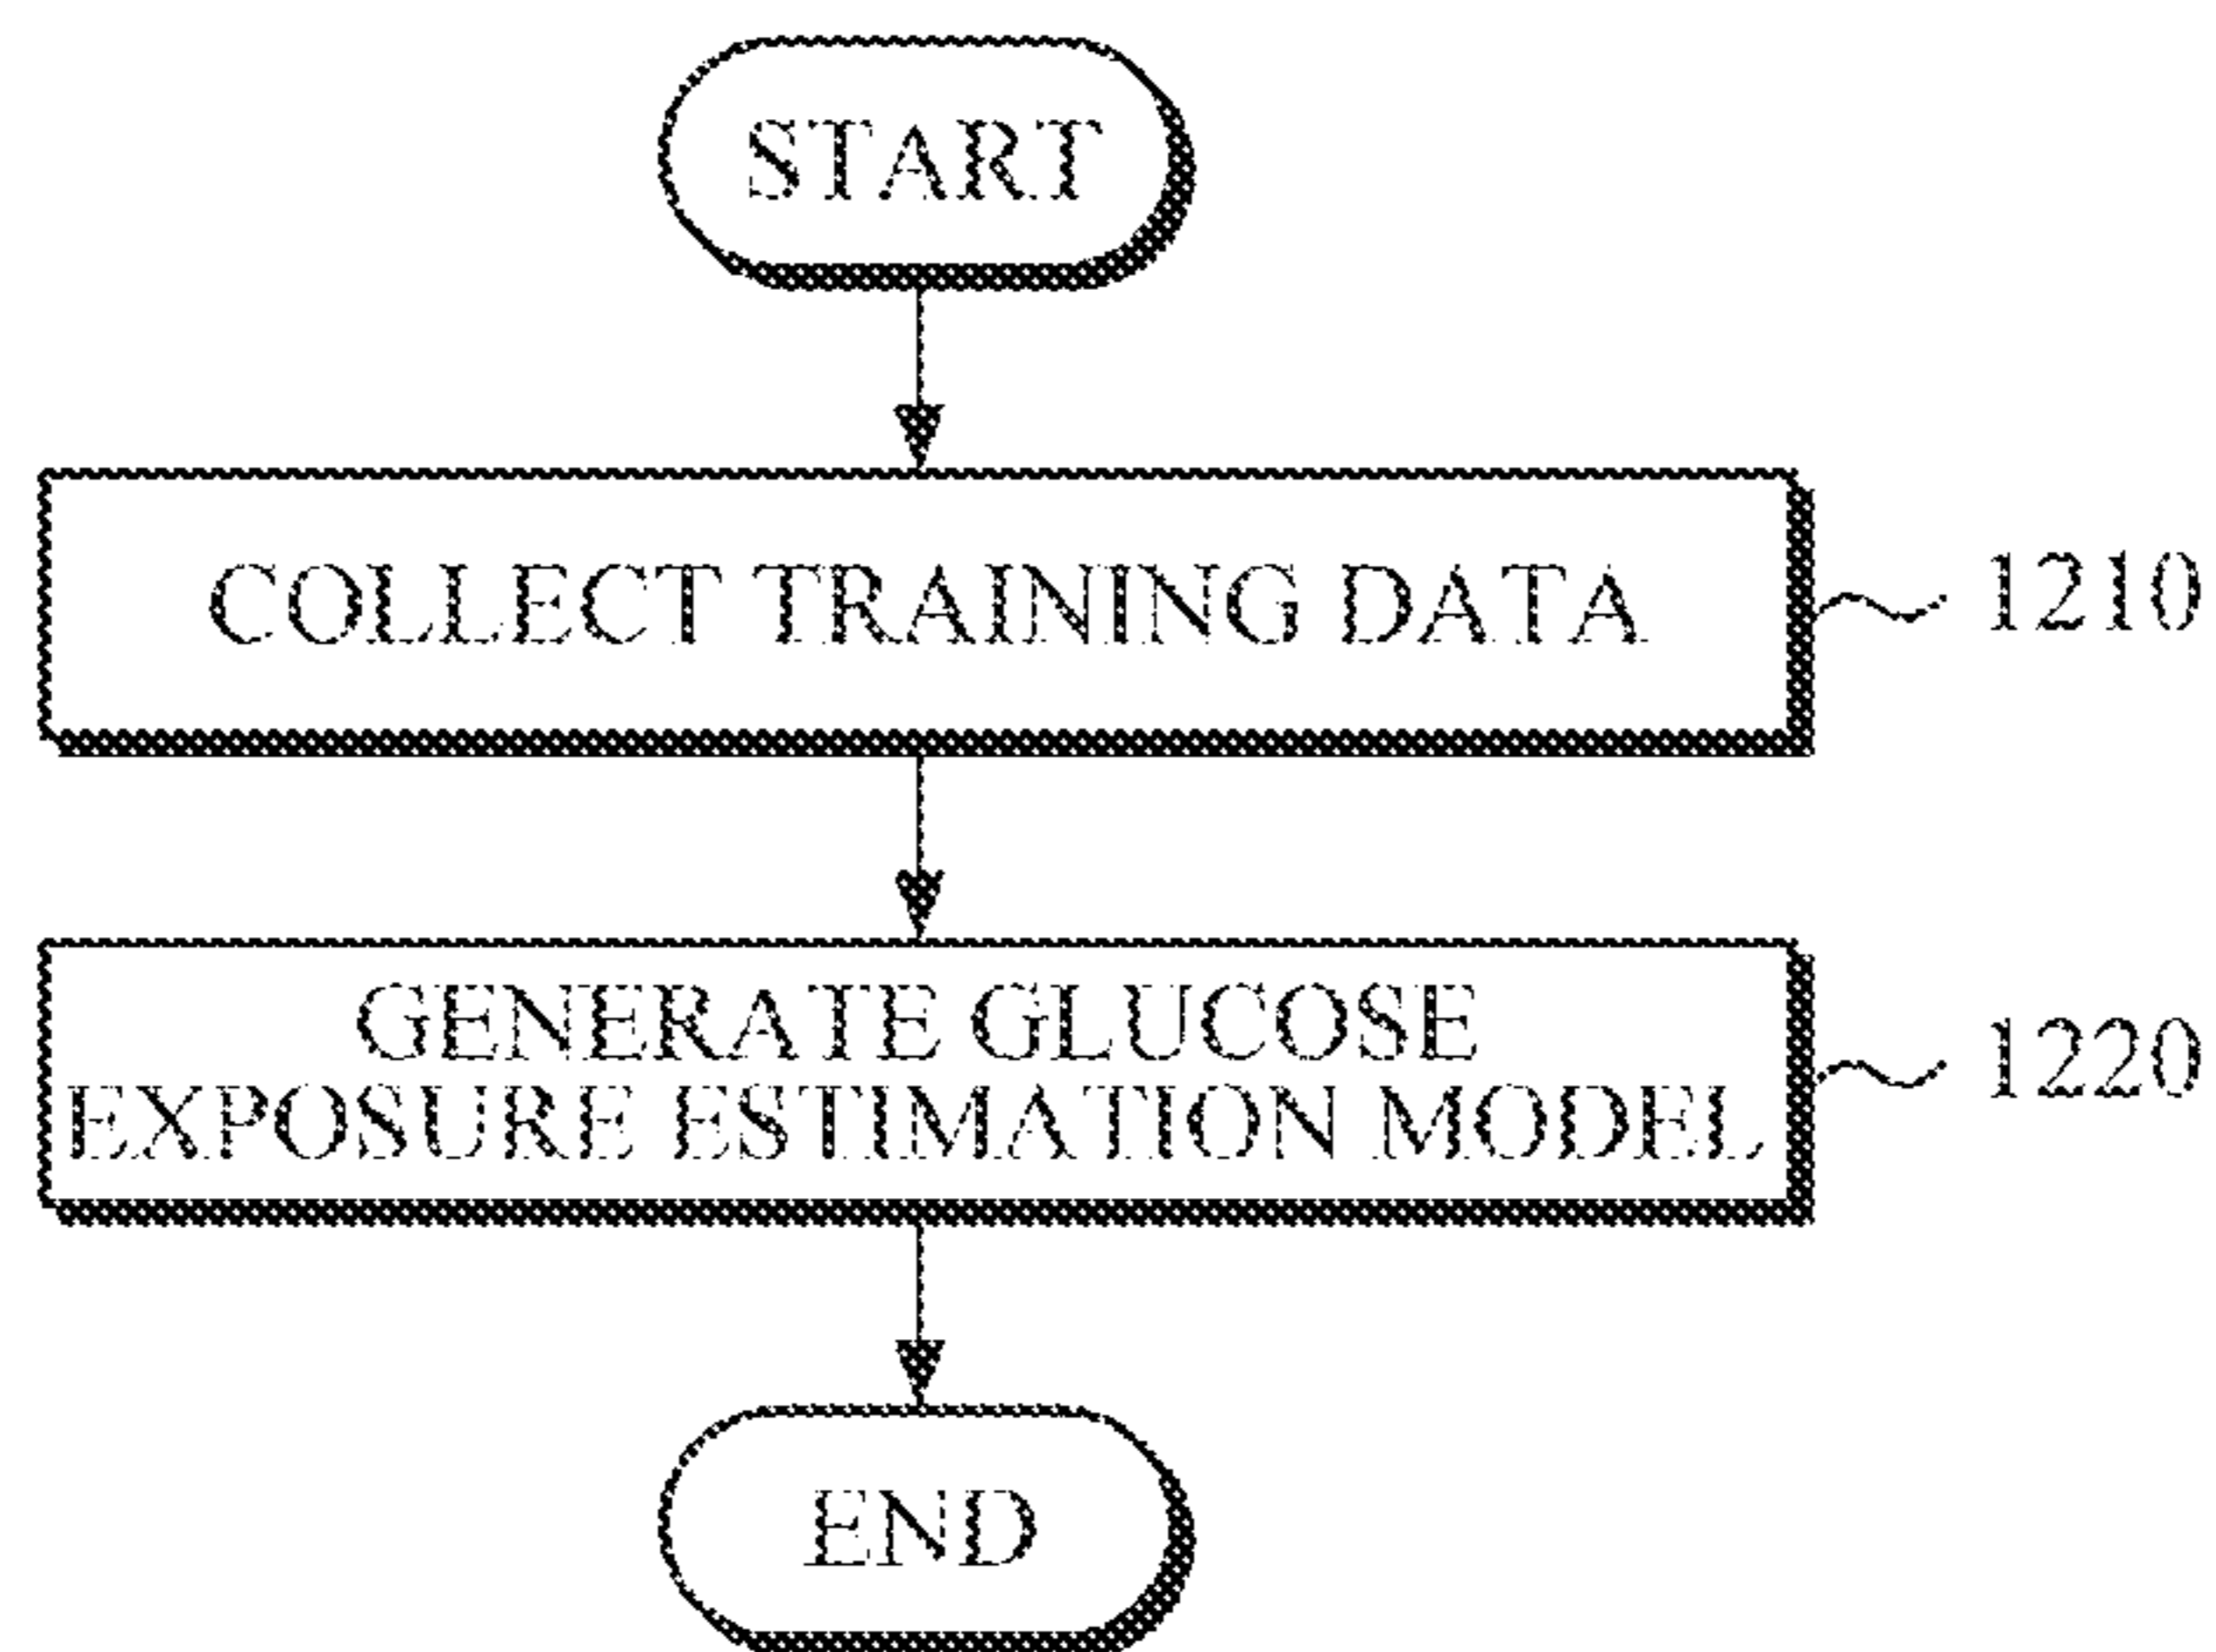 START
COLLECT TRAINING DATA
1210
GENERATE GLUCOSE
EXPOSURE ESTIMATION MODEL
1220
END